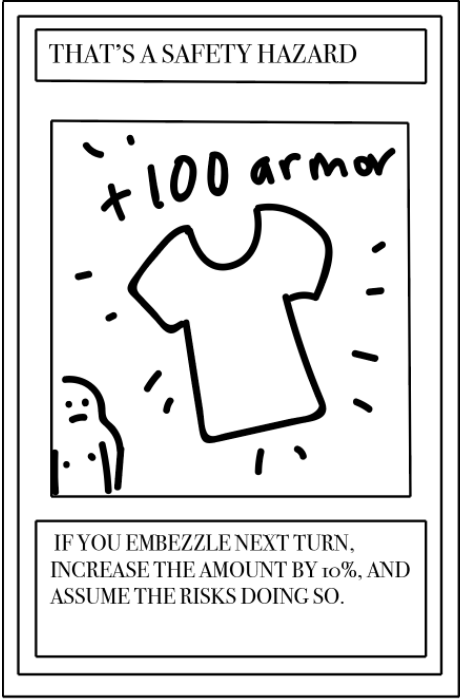 THAT'S A SAFETY HAZARD
+100 armor
IF YOU EMBEZZLE NEXT TURN,
INCREASE THE AMOUNT BY 10%, AND
ASSUME THE RISKS DOING SO.